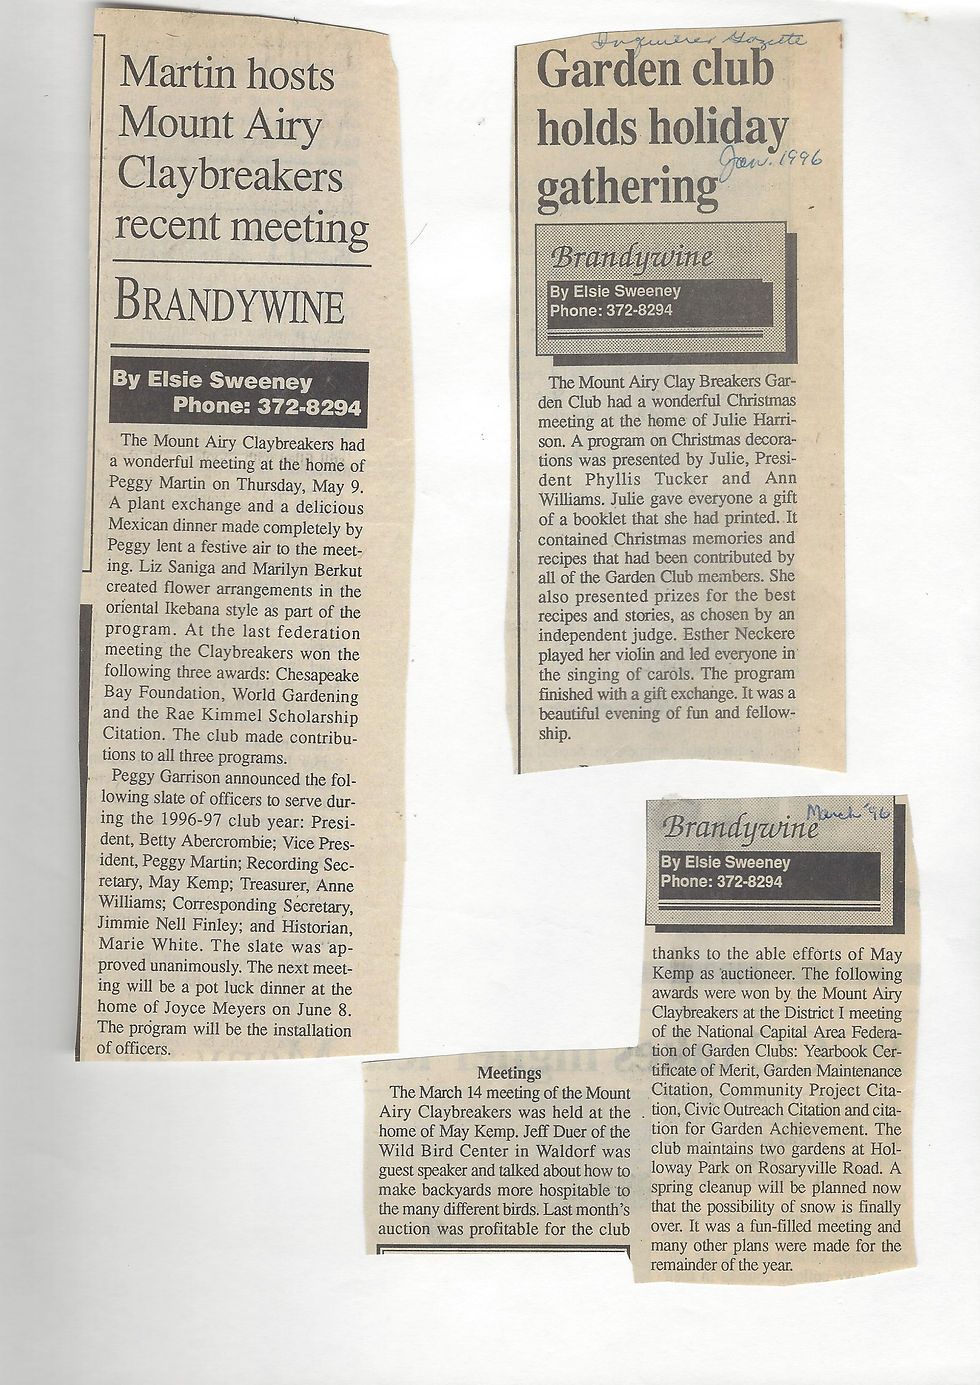 Martin hosts
Mount Airy
Claybreakers
recent meeting
BRANDYWINE
By Elsie Sweeney
Phone: 372-8294
The Mount Airy Claybreakers had
a wonderful meeting at the home of
Peggy Martin on Thursday, May 9.
A plant exchange and a delicious
Mexican dinner made completely by
Peggy lent a festive air to the meet-
ing. Liz Saniga and Marilyn Berkut
created flower arrangements in the
oriental Ikebana style as part of the
program. At the last federation
meeting the Claybreakers won the
following three awards: Chesapeake
Bay Foundation, World Gardening
and the Rae Kimmel Scholarship
Citation. The club made contribu-
tions to all three programs.
Peggy Garrison announced the fol-
lowing slate of officers to serve dur-
ing the 1996-97 club year: Presi-
dent, Betty Abercrombie; Vice Pres-
ident, Peggy Martin; Recording Sec-
retary, May Kemp; Treasurer, Anne
Williams; Corresponding Secretary,
Jimmie Nell Finley; and Historian,
Marie White. The slate was ap-
proved unanimously. The next meet-
ing will be a pot luck dinner at the
home of Joyce Meyers on June 8.
The program will be the installation
of officers.
Inquirer Gazette
Garden club
holds holiday
Jan. 1996
gathering
Brandywine
By Elsie Sweeney
Phone: 372-8294
The Mount Airy Clay Breakers Gar-
den Club had a wonderful Christmas
meeting at the home of Julie Harri-
son. A program on Christmas decora-
tions was presented by Julie, Presi-
dent Phyllis Tucker and Ann
Williams. Julie gave everyone a gift
of a booklet that she had printed. It
contained Christmas memories and
recipes that had been contributed by
all of the Garden Club members. She
also presented prizes for the best
recipes and stories, as chosen by an
independent judge. Esther Neckere
played her violin and led everyone in
the singing of carols. The program
finished with a gift exchange. It was a
beautiful evening of fun and fellow-
ship.
Meetings
The March 14 meeting of the Mount
Airy Claybreakers was held at the
home of May Kemp. Jeff Duer of the
Wild Bird Center in Waldorf was
guest speaker and talked about how to
make backyards more hospitable to
the many different birds. Last month's
auction was profitable for the club
March '96
Brandywine
By Elsie Sweeney
Phone: 372-8294
thanks to the able efforts of May
Kemp as auctioneer. The following
awards were won by the Mount Airy
Claybreakers at the District I meeting
of the National Capital Area Federa-
tion of Garden Clubs: Yearbook Cer-
tificate of Merit, Garden Maintenance
Citation, Community Project Cita-
tion, Civic Outreach Citation and cita-
tion for Garden Achievement. The
club maintains two gardens at Hol-
loway Park on Rosaryville Road. A
spring cleanup will be planned now
that the possibility of snow is finally
over. It was a fun-filled meeting and
many other plans were made for the
remainder of the year.